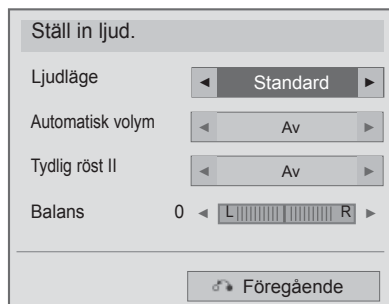 Ställ in ljud.
Ljudläge ◄ Standard ►
Automatisk volym ◄ Av ►
Tydlig röst II ◄ Av ►
Balans 0 ◄ L R ►
Föregående